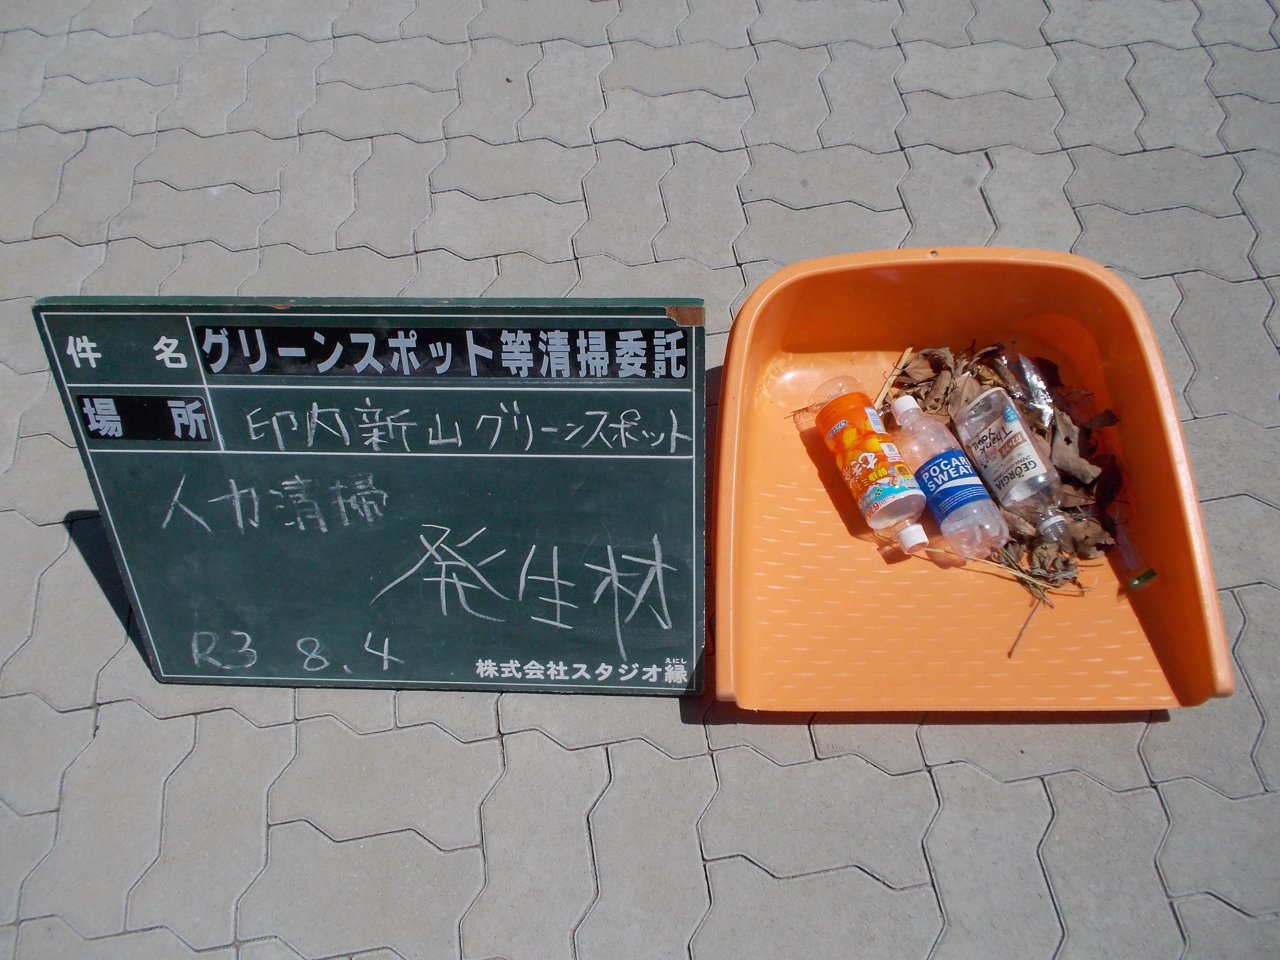 件名 グリーンスポット等清掃委託
場所 印内新山グリーンスポット
人力清掃
発生材
R3 8.4
えにし
株式会社スタジオ縁
POCARI
SWEAT
Thank you
GEORGIA